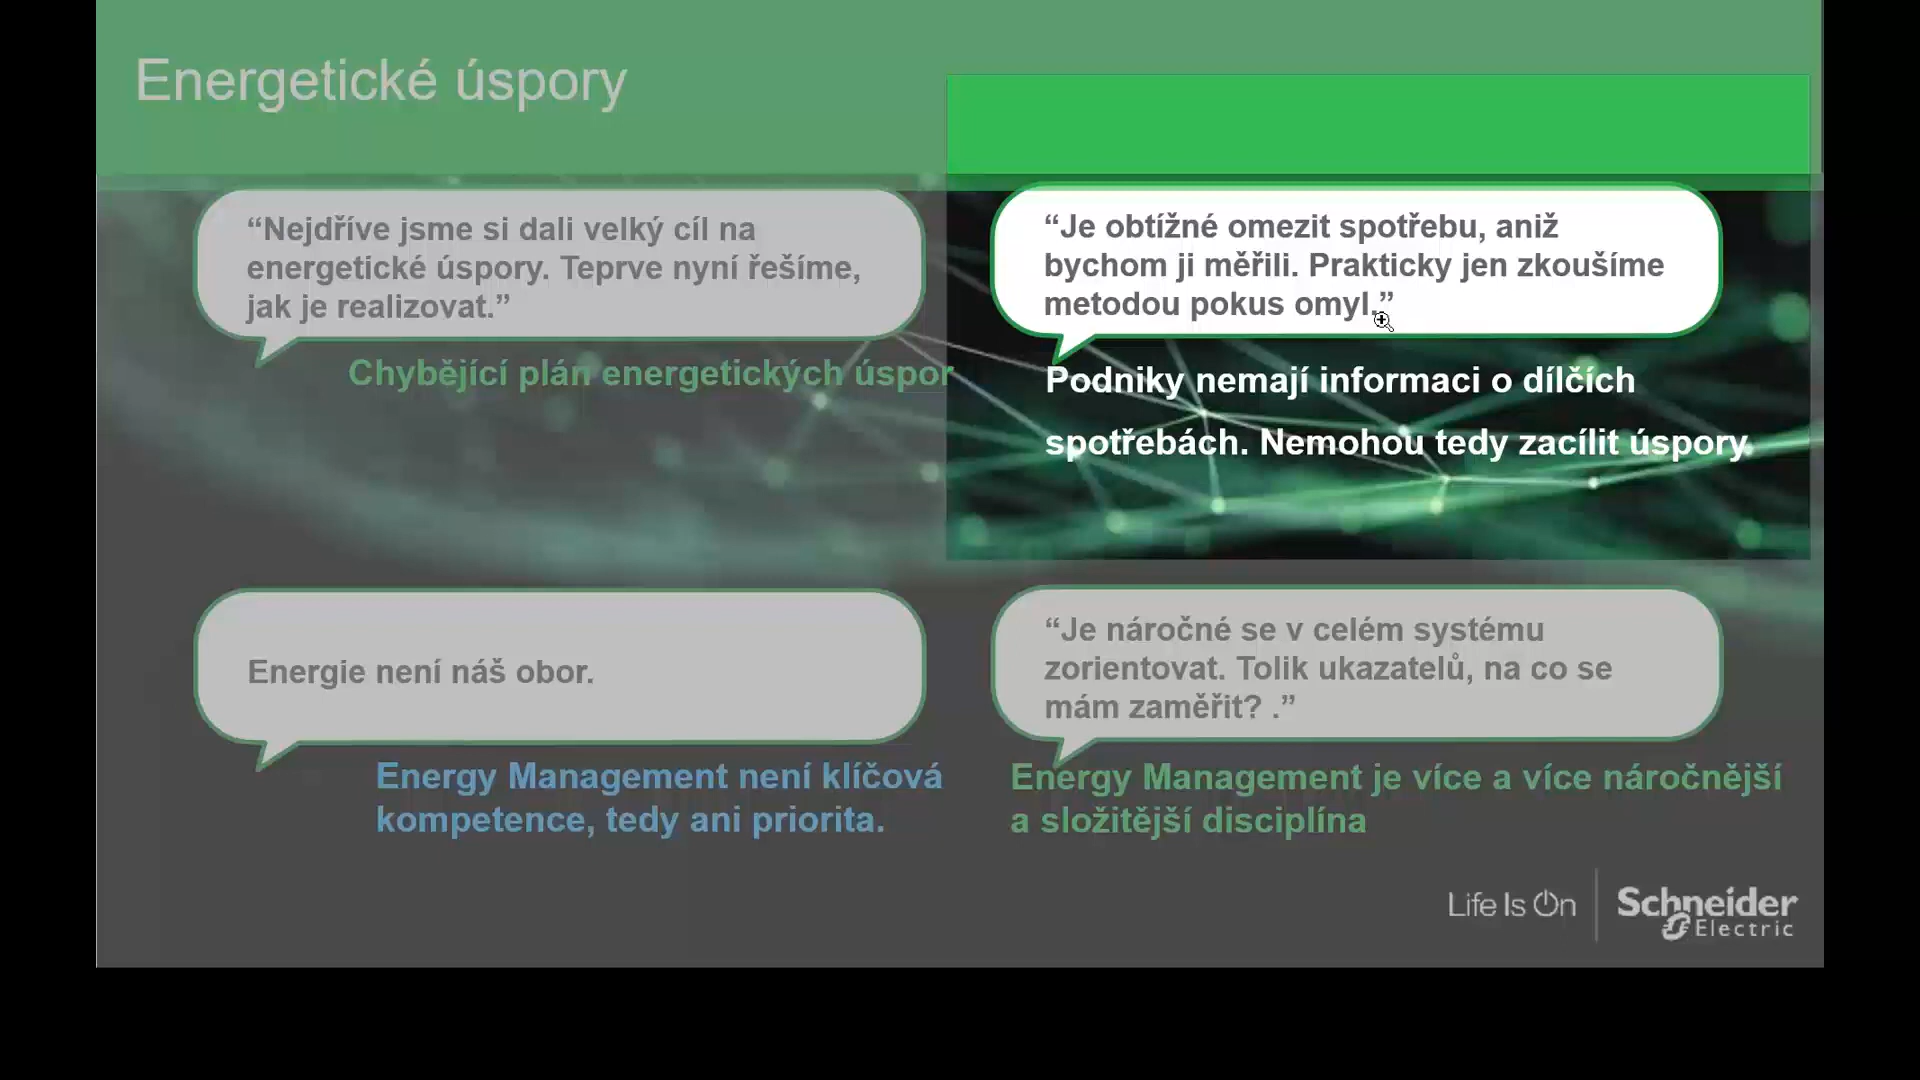 Energetické úspory
“Nejdříve jsme si dali velký cíl na
energetické úspory. Teprve nyní řešíme,
jak je realizovat.”
Chybějící plán energetických úspor
“Je obtížné omezit spotřebu, aniž
bychom ji měřili. Prakticky jen zkoušíme
metodou pokus omyl.”
Podniky nemají informaci o dílčích
spotřebách. Nemohou tedy zacílit úspory.
Energie není náš obor.
Energy Management není klíčová
kompetence, tedy ani priorita.
“Je náročné se v celém systému
zorientovat. Tolik ukazatelů, na co se
mám zaměřit? .”
Energy Management je více a více náročnější
a složitější disciplína
Life Is On
Schneider
Electric